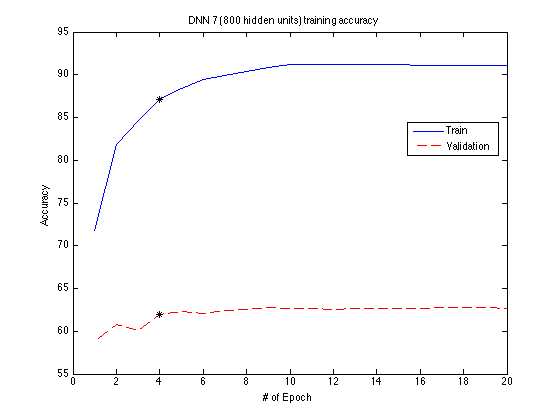 DNN 7 (800 hidden units) training accuracy
95
90
85
80
75
70
65
60
55
Accuracy
Train
Validation
0 2 4 6 8 10 12 14 16 18 20
# of Epoch